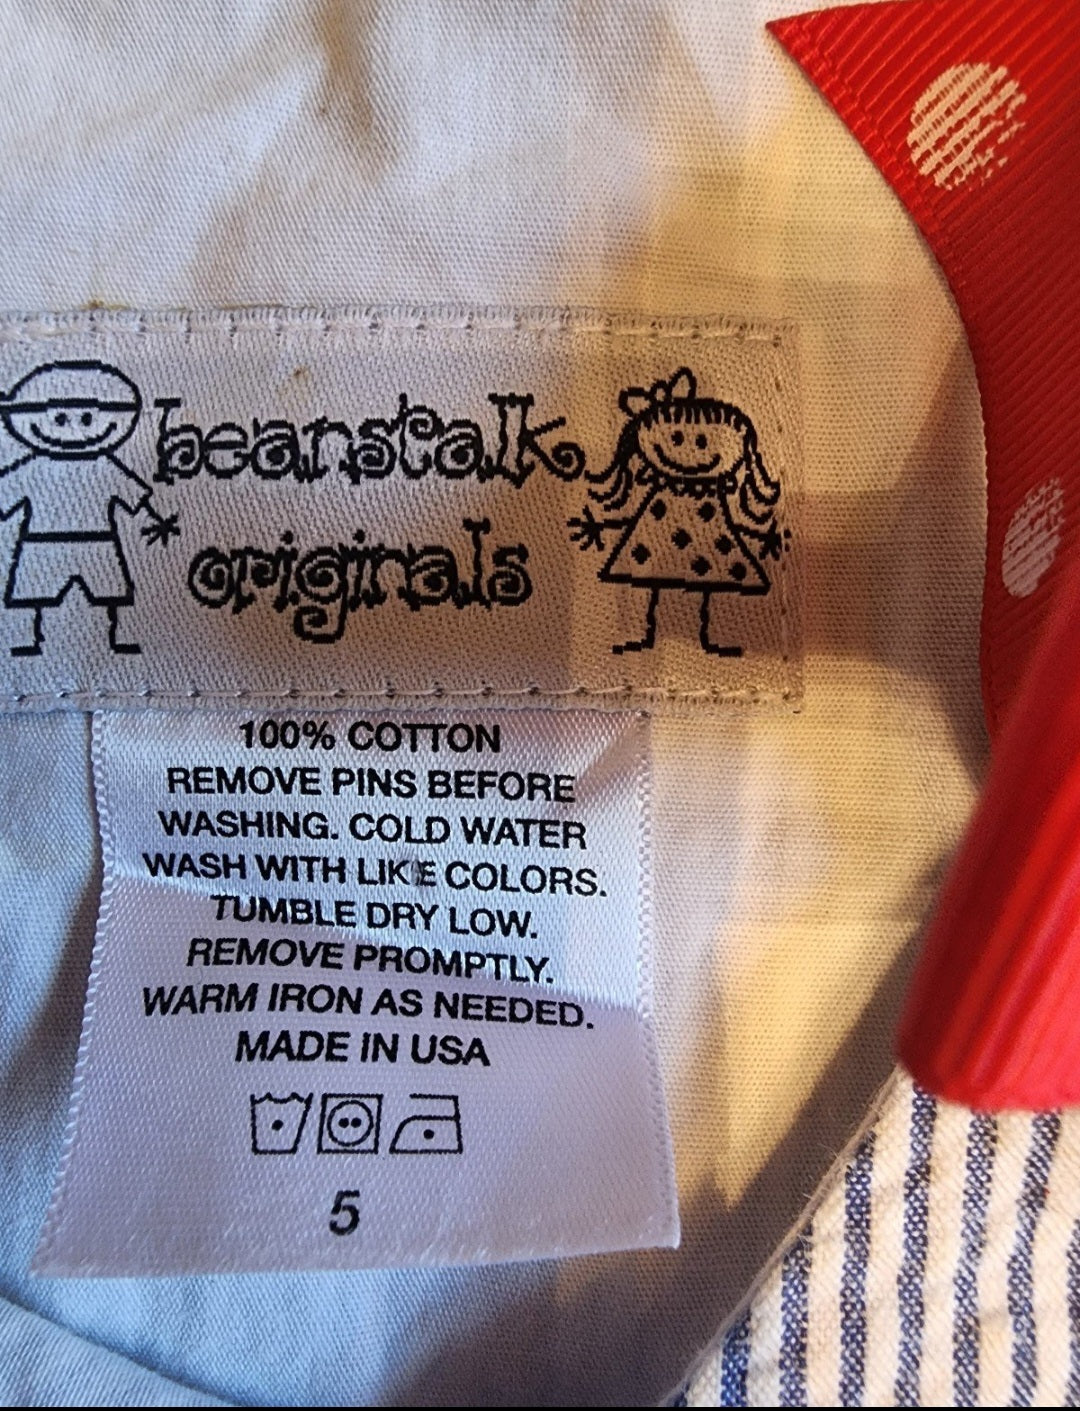 beanstalk
originals
100% COTTON
REMOVE PINS BEFORE
WASHING. COLD WATER
WASH WITH LIKE COLORS.
TUMBLE DRY LOW.
REMOVE PROMPTLY.
WARM IRON AS NEEDED.
MADE IN USA
5